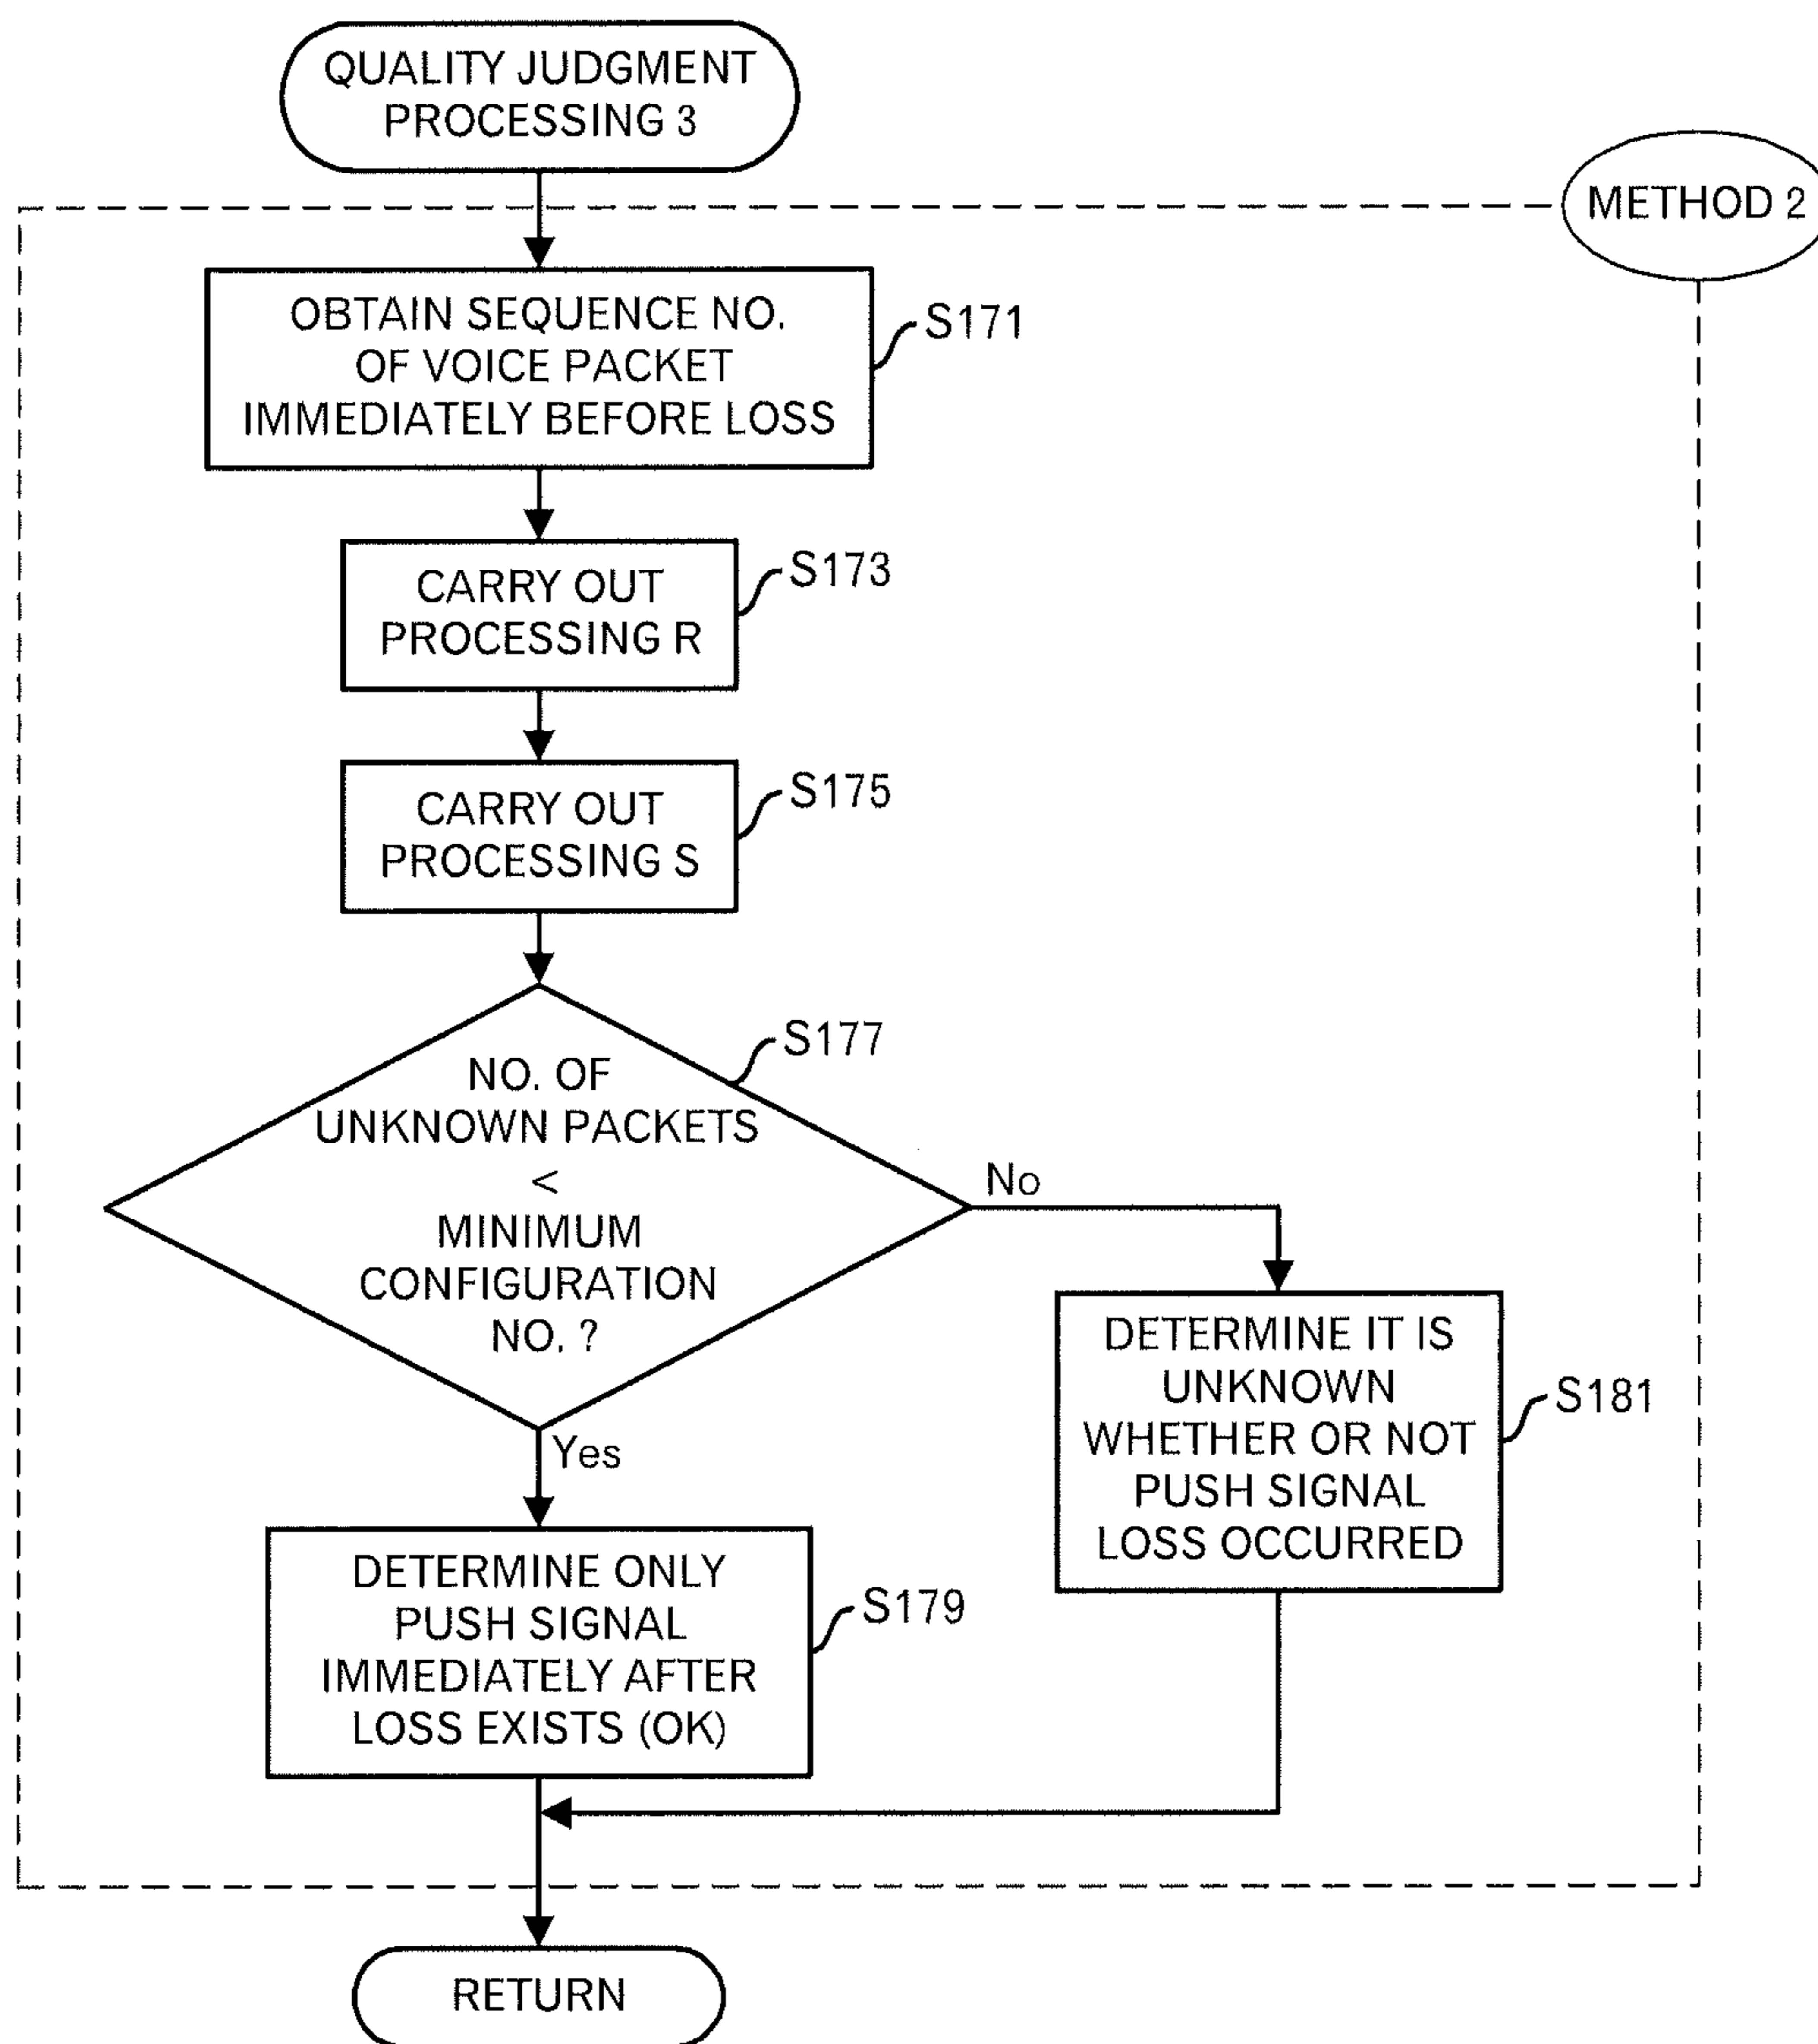 QUALITY JUDGMENT
PROCESSING 3
METHOD 2
OBTAIN SEQUENCE NO.
OF VOICE PACKET
IMMEDIATELY BEFORE LOSS
S171
CARRY OUT
PROCESSING R
S173
CARRY OUT
PROCESSING S
S175
NO. OF
UNKNOWN PACKETS
<
MINIMUM
CONFIGURATION
NO. ?
S177
No
Yes
DETERMINE IT IS
UNKNOWN
WHETHER OR NOT
PUSH SIGNAL
LOSS OCCURRED
S181
DETERMINE ONLY
PUSH SIGNAL
IMMEDIATELY AFTER
LOSS EXISTS (OK)
S179
RETURN